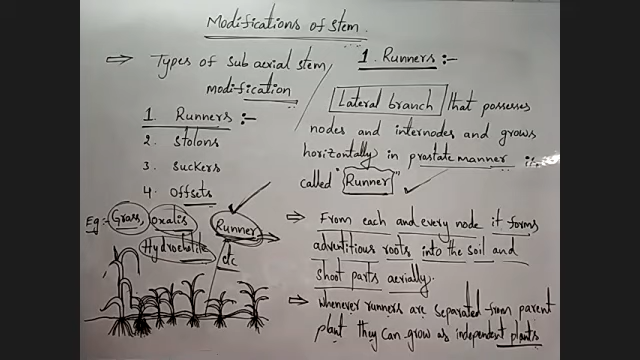 Modifications of stem.
⇒ Types of Sub aerial stem
modification
1. Runners :-
2. Stolons
3. Suckers
4. Offsets
Eg:- Grass, oxalis
Hydrocotile
etc
Runner
1. Runners :-
Lateral branch that possesses
nodes and internodes and grows
horizontally in prostate manner is
called "Runner"
⇒ From each and every node it forms
adventitious roots into the soil and
shoot parts aerially.
⇒ Whenever runners are separated from parent
plant they can grow as independent plants